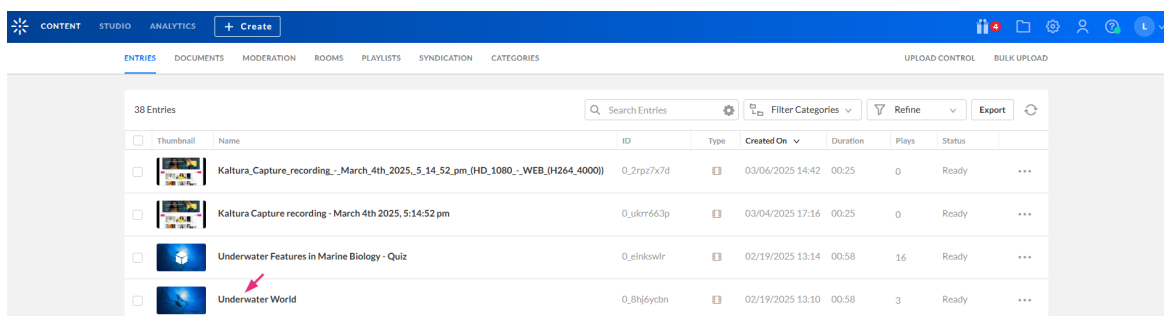 CONTENT STUDIO ANALYTICS + Create 4 L
ENTRIES DOCUMENTS MODERATION ROOMS PLAYLISTS SYNDICATION CATEGORIES UPLOAD CONTROL BULK UPLOAD
38 Entries Search Entries Filter Categories Refine Export
Thumbnail Name ID Type Created On Duration Plays Status
Kaltura_Capture_recording_-_March_4th_2025,_5_14_52_pm_(HD_1080_-_WEB_(H264_4000)) 0_2rpz7x7d 03/06/2025 14:42 00:25 0 Ready
Kaltura Capture recording - March 4th 2025, 5:14:52 pm 0_ukrr663p 03/04/2025 17:16 00:25 0 Ready
Underwater Features in Marine Biology - Quiz 0_elnkswlr 02/19/2025 13:14 00:58 16 Ready
Underwater World 0_8hj6ycbn 02/19/2025 13:10 00:58 3 Ready